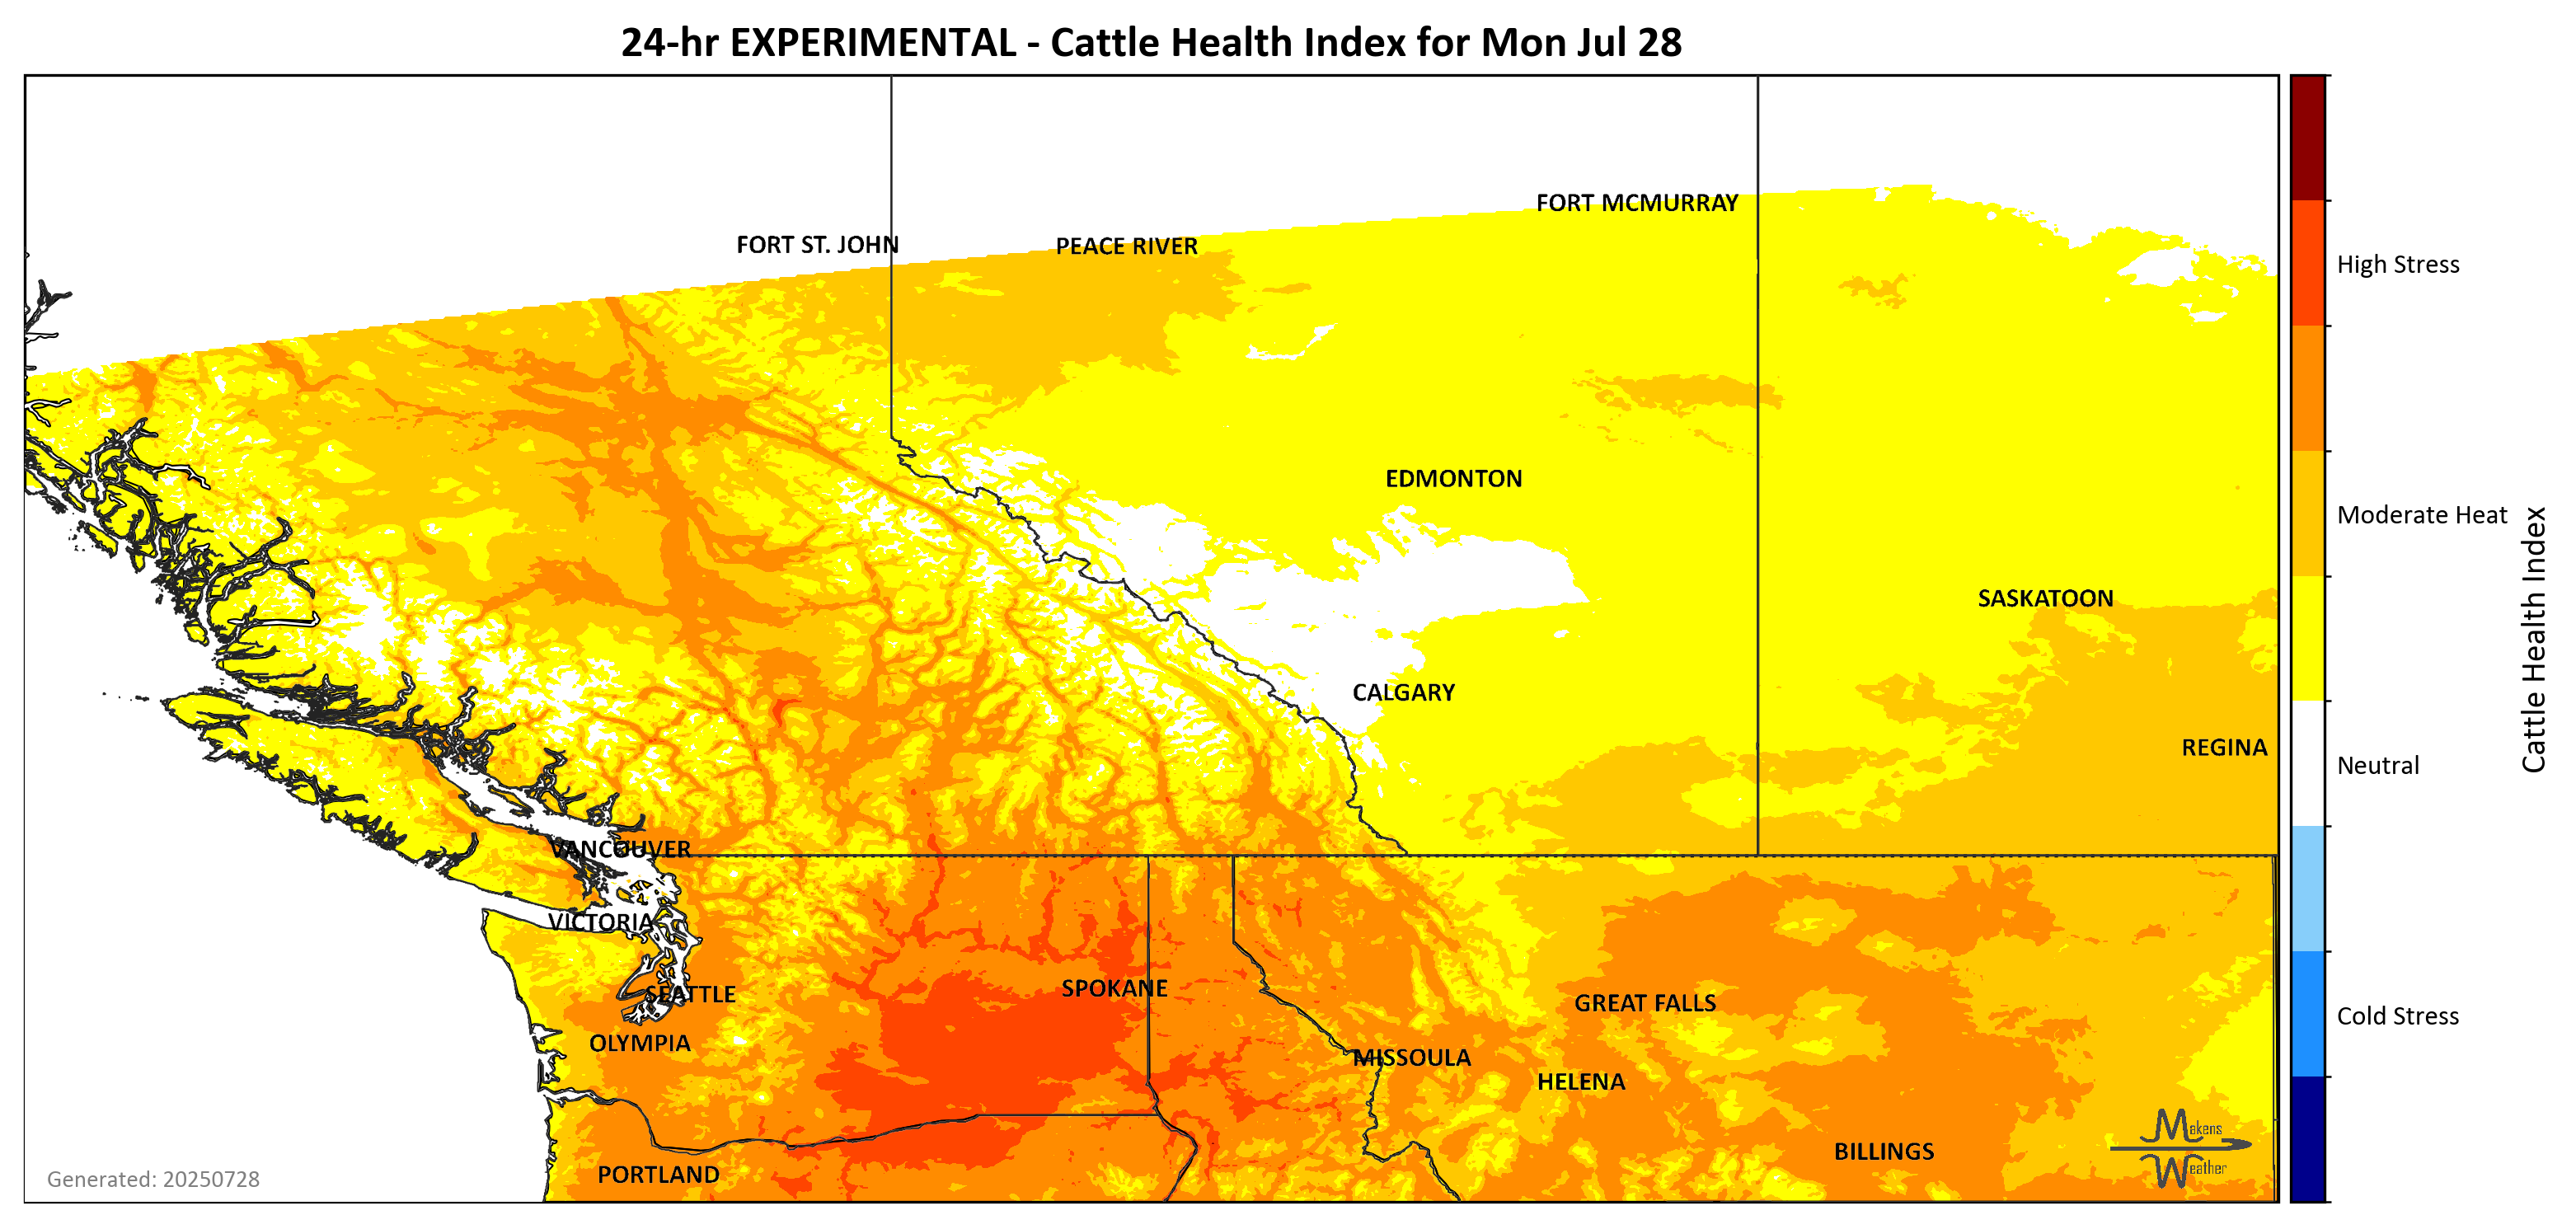 24-hr EXPERIMENTAL - Cattle Health Index for Mon Jul 28
FORT MCMURRAY
FORT ST. JOHN
PEACE RIVER
High Stress
EDMONTON
Moderate Heat
SASKATOON
Cattle Health Index
CALGARY
REGINA
Neutral
VANCOUVER
VICTORIA
SPOKANE
SEATTLE
GREAT FALLS
Cold Stress
OLYMPIA
MISSOULA
HELENA
Makens
Weather
BILLINGS
PORTLAND
Generated: 20250728